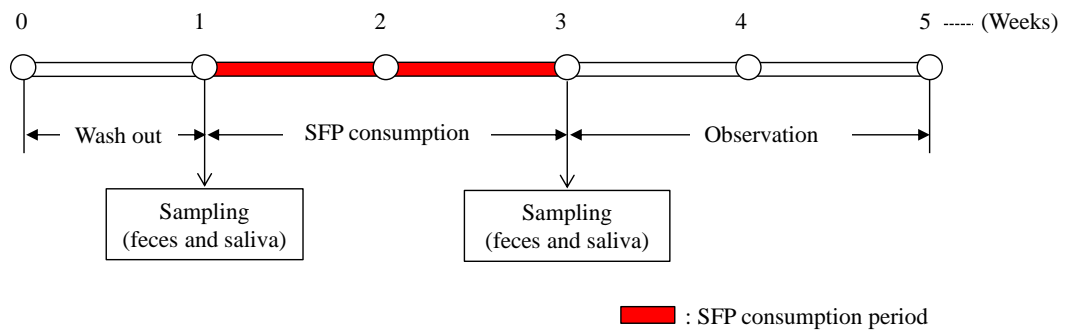 0 1 2 3 4 5 ----- (Weeks)
Wash out SFP consumption Observation
Sampling
(feces and saliva)
Sampling
(feces and saliva)
: SFP consumption period